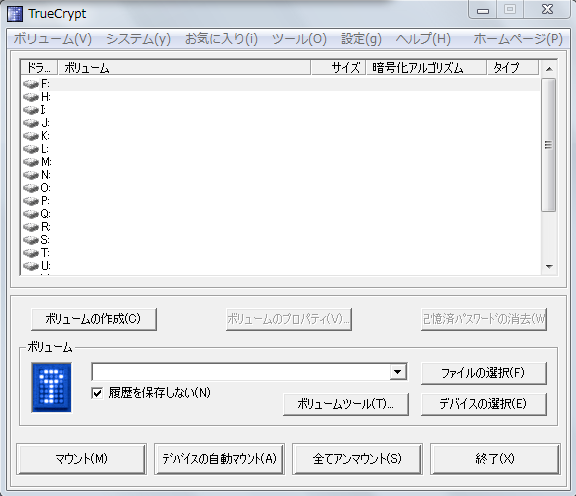 TrueCrypt
ボリューム(V) システム(y) お気に入り(i) ツール(O) 設定(g) ヘルプ(H) ホームページ(P)
ドラ... ボリューム サイズ 暗号化アルゴリズム タイプ
F:
H:
I:
J:
K:
L:
M:
N:
O:
P:
Q:
R:
S:
T:
U:
ボリュームの作成(C) ボリュームのプロパティ(V)... 記憶済パスワードの消去(W
ボリューム
ファイルの選択(F)
履歴を保存しない(N)
ボリュームツール(T)... デバイスの選択(E)
マウント(M) デバイスの自動マウント(A) 全てアンマウント(S) 終了(X)